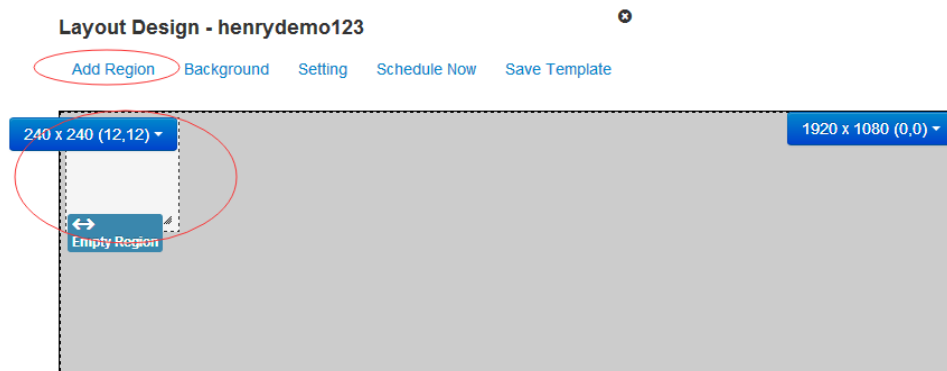 Layout Design - henrydemo123
Add Region Background Setting Schedule Now Save Template
240 x 240 (12,12)
1920 x 1080 (0,0)
Empty Region